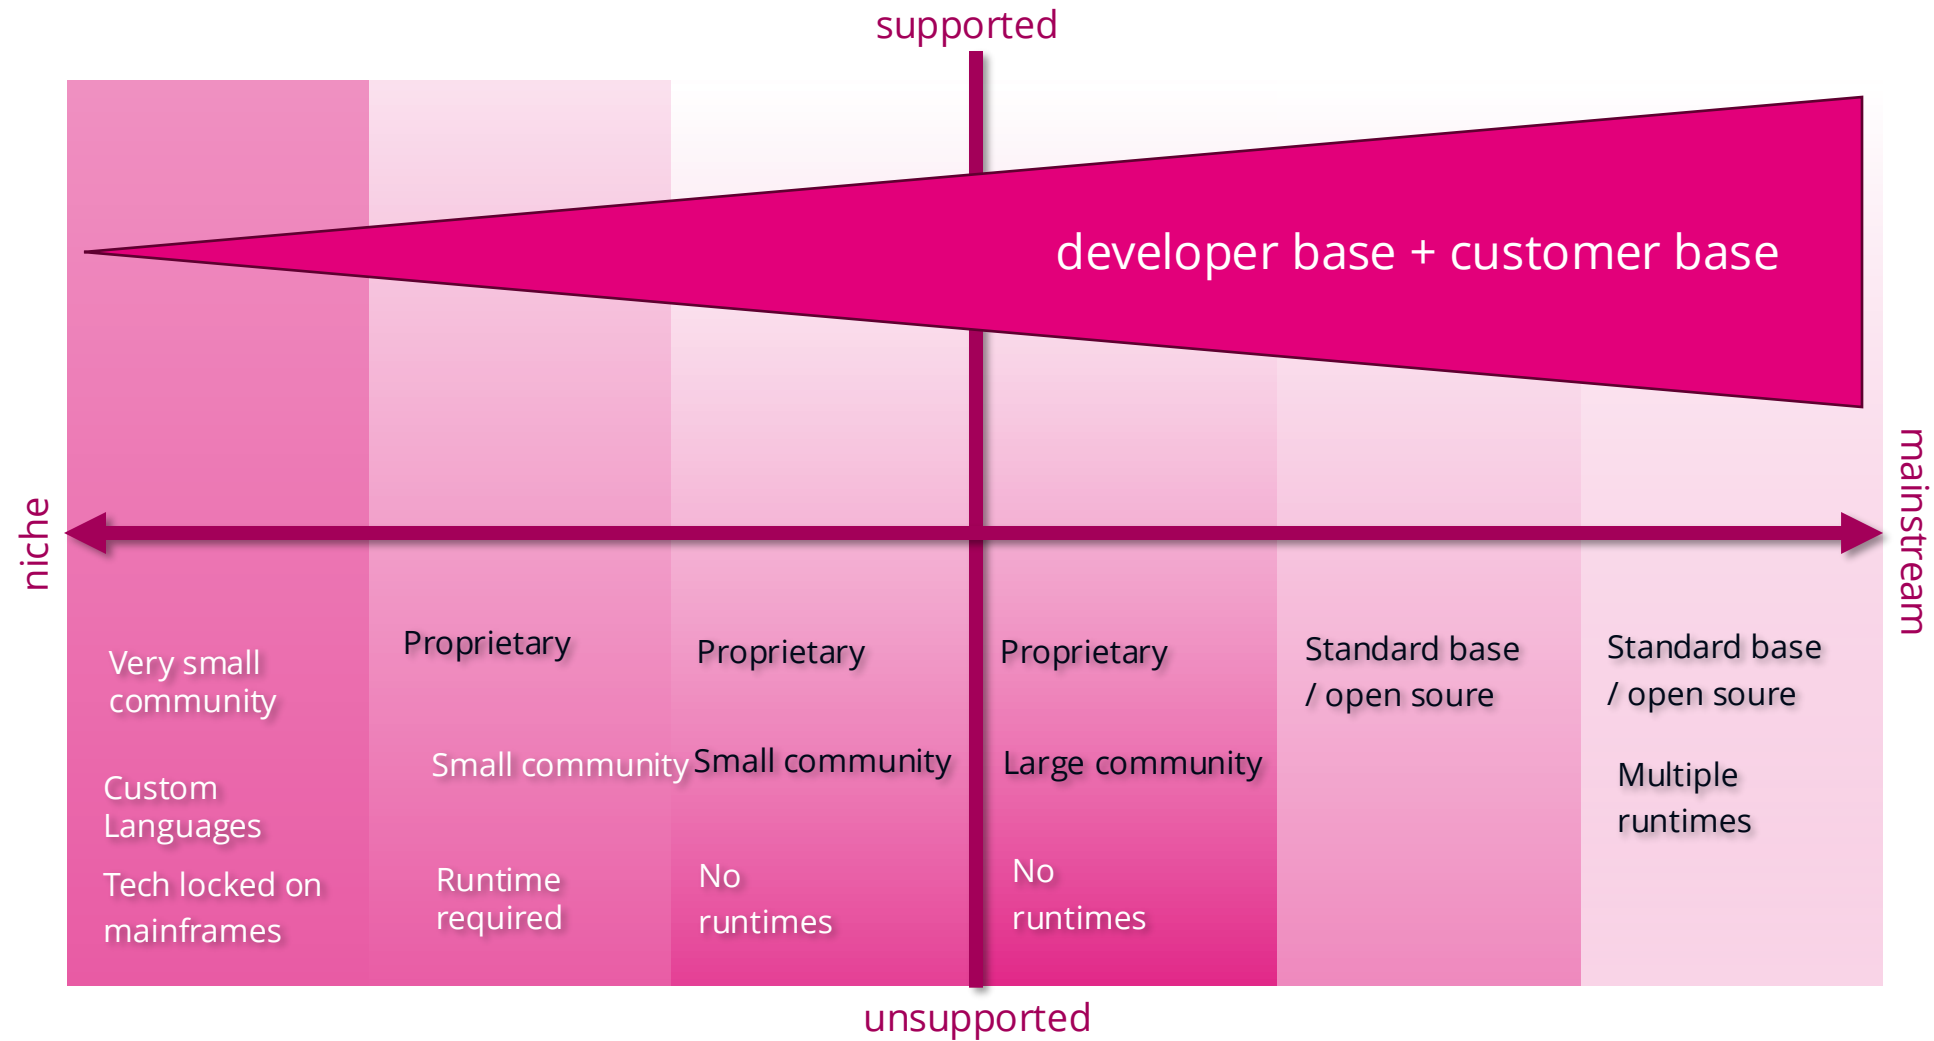 supported
developer base + customer base
niche
mainstream
Very small
community
Custom
Languages
Tech locked on
mainframes
Proprietary
Small community
Runtime
required
Proprietary
Small community
No
runtimes
Proprietary
Large community
No
runtimes
Standard base
/ open soure
Standard base
/ open soure
Multiple
runtimes
unsupported